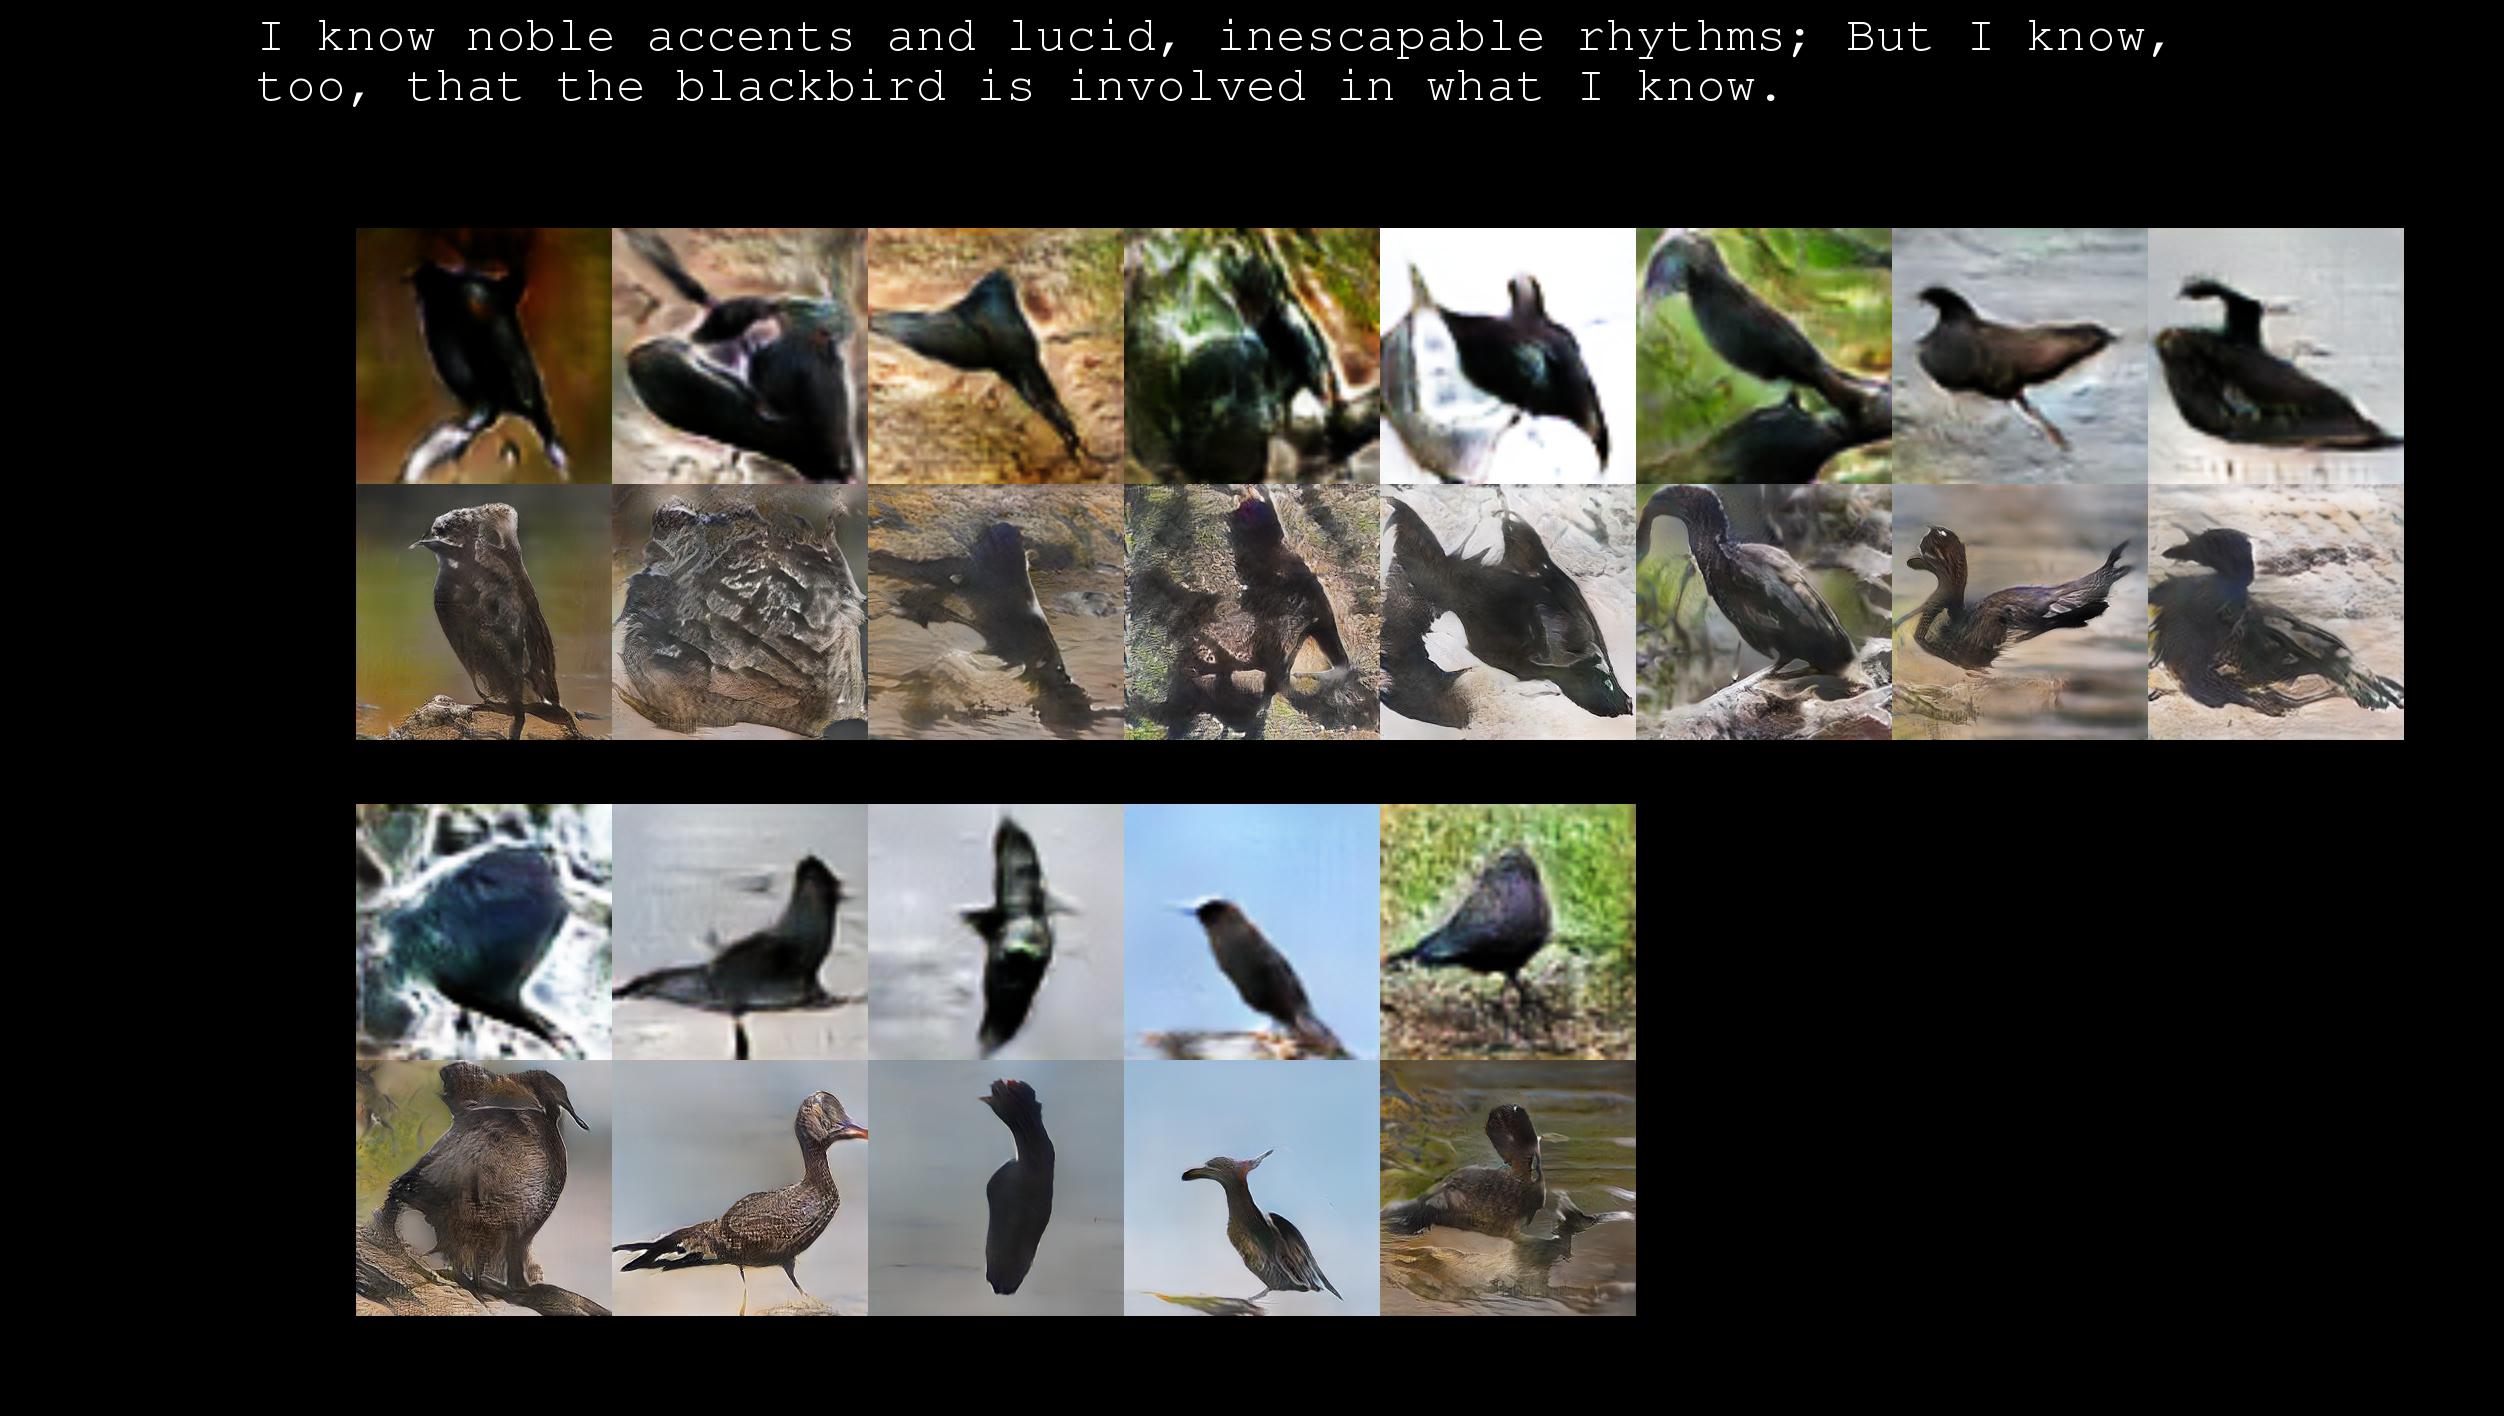 I know noble accents and lucid, inescapable rhythms; But I know,
too, that the blackbird is involved in what I know.